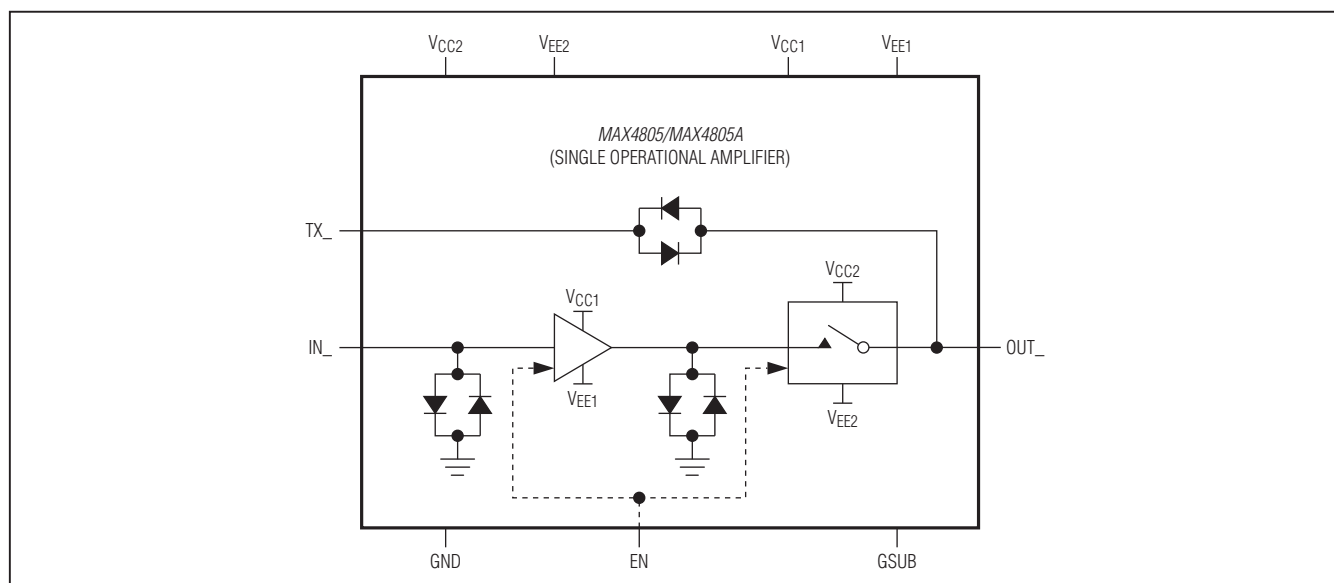 VCC2 VEE2 VCC1 VEE1
MAX4805/MAX4805A
(SINGLE OPERATIONAL AMPLIFIER)
TX_
VCC2
VCC1
IN_
OUT_
VEE1
VEE2
GND EN GSUB